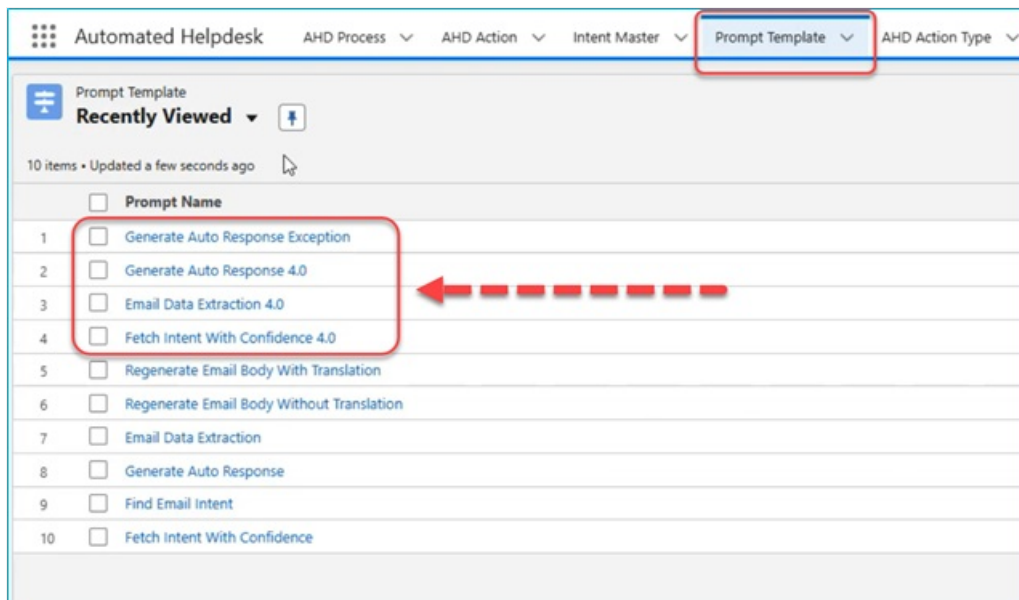 Automated Helpdesk AHD Process AHD Action Intent Master Prompt Template AHD Action Type
Prompt Template
Recently Viewed
10 items • Updated a few seconds ago
Prompt Name
1 Generate Auto Response Exception
2 Generate Auto Response 4.0
3 Email Data Extraction 4.0
4 Fetch Intent With Confidence 4.0
5 Regenerate Email Body With Translation
6 Regenerate Email Body Without Translation
7 Email Data Extraction
8 Generate Auto Response
9 Find Email Intent
10 Fetch Intent With Confidence